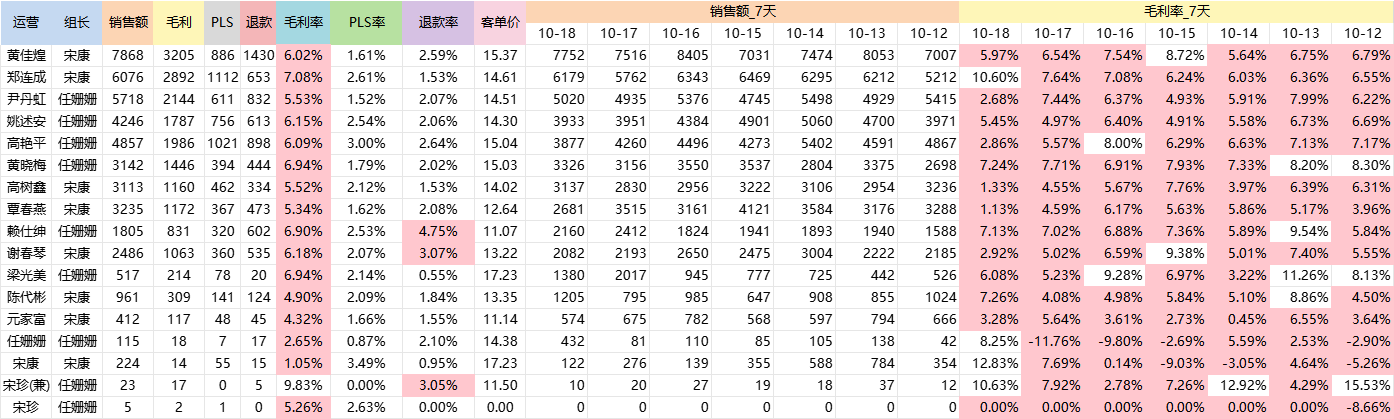 运营 组长 销售额 毛利 PLS 退款 毛利率 PLS率 退款率 客单价 销售额_7天 毛利率_7天
10-18 10-17 10-16 10-15 10-14 10-13 10-12 10-18 10-17 10-16 10-15 10-14 10-13 10-12
黄佳煌 宋康 7868 3205 886 1430 6.02% 1.61% 2.59% 15.37 7752 7516 8405 7031 7474 8053 7007 5.97% 6.54% 7.54% 8.72% 5.64% 6.75% 6.79%
郑连成 宋康 6076 2892 1112 653 7.08% 2.61% 1.53% 14.61 6179 5762 6343 6469 6295 6212 5212 10.60% 7.64% 7.08% 6.24% 6.03% 6.36% 6.55%
尹丹虹 任姗姗 5718 2144 611 832 5.53% 1.52% 2.07% 14.51 5020 4935 5376 4745 5498 4929 5415 2.68% 7.44% 6.37% 4.93% 5.91% 7.99% 6.22%
姚述安 任姗姗 4246 1787 756 613 6.15% 2.54% 2.06% 14.30 3933 3951 4384 4901 5060 4700 3971 5.45% 4.97% 6.40% 4.91% 5.58% 6.73% 6.69%
高艳平 任姗姗 4857 1986 1021 898 6.09% 3.00% 2.64% 15.04 3877 4260 4496 4273 5402 4591 4867 2.86% 5.57% 8.00% 6.29% 6.63% 7.13% 7.17%
黄晓梅 任姗姗 3142 1446 394 444 6.94% 1.79% 2.02% 15.03 3326 3156 3550 3537 2804 3375 2698 7.24% 7.71% 6.91% 7.93% 7.33% 8.20% 8.30%
高树鑫 宋康 3113 1160 462 334 5.52% 2.12% 1.53% 14.02 3137 2830 2956 3222 3106 2954 3236 1.33% 4.55% 5.67% 7.76% 3.97% 6.39% 6.31%
覃春燕 宋康 3235 1172 367 473 5.34% 1.62% 2.08% 12.64 2681 3515 3161 4121 3584 3176 3288 1.13% 4.59% 6.17% 5.63% 5.86% 5.17% 3.96%
赖仕绅 任姗姗 1805 831 320 602 6.90% 2.53% 4.75% 11.07 2160 2412 1824 1941 1893 1940 1588 7.13% 7.02% 6.88% 7.36% 5.89% 9.54% 5.84%
谢春琴 宋康 2486 1063 360 535 6.18% 2.07% 3.07% 13.22 2082 2193 2650 2475 3004 2222 2185 2.92% 5.02% 6.59% 9.38% 5.01% 7.40% 5.55%
梁光美 任姗姗 517 214 78 20 6.94% 2.14% 0.55% 17.23 1380 2017 945 777 725 442 526 6.08% 5.23% 9.28% 6.97% 3.22% 11.26% 8.13%
陈代彬 宋康 961 309 141 124 4.90% 2.09% 1.84% 13.35 1205 795 985 647 908 855 1024 7.26% 4.08% 4.98% 5.84% 5.10% 8.86% 4.50%
元家富 宋康 412 117 48 45 4.32% 1.66% 1.55% 11.14 574 675 782 568 597 794 666 3.28% 5.64% 3.61% 2.73% 0.45% 6.55% 3.64%
任姗姗 任姗姗 115 18 7 17 2.65% 0.87% 2.10% 14.38 432 81 110 85 105 138 42 8.25% -11.76% -9.80% -2.69% 5.59% 2.53% -2.90%
宋康 宋康 224 14 55 15 1.05% 3.49% 0.95% 17.23 122 276 139 355 588 784 354 12.83% 7.69% 0.14% -9.03% -3.05% 4.64% -5.26%
宋珍(兼) 任姗姗 23 17 0 5 9.83% 0.00% 3.05% 11.50 10 20 27 19 18 37 12 10.63% 7.92% 2.78% 7.26% 12.92% 4.29% 15.53%
宋珍 任姗姗 5 2 1 0 5.26% 2.63% 0.00% 0.00 0 0 0 0 0 0 0 0.00% 0.00% 0.00% 0.00% 0.00% 0.00% -8.66%